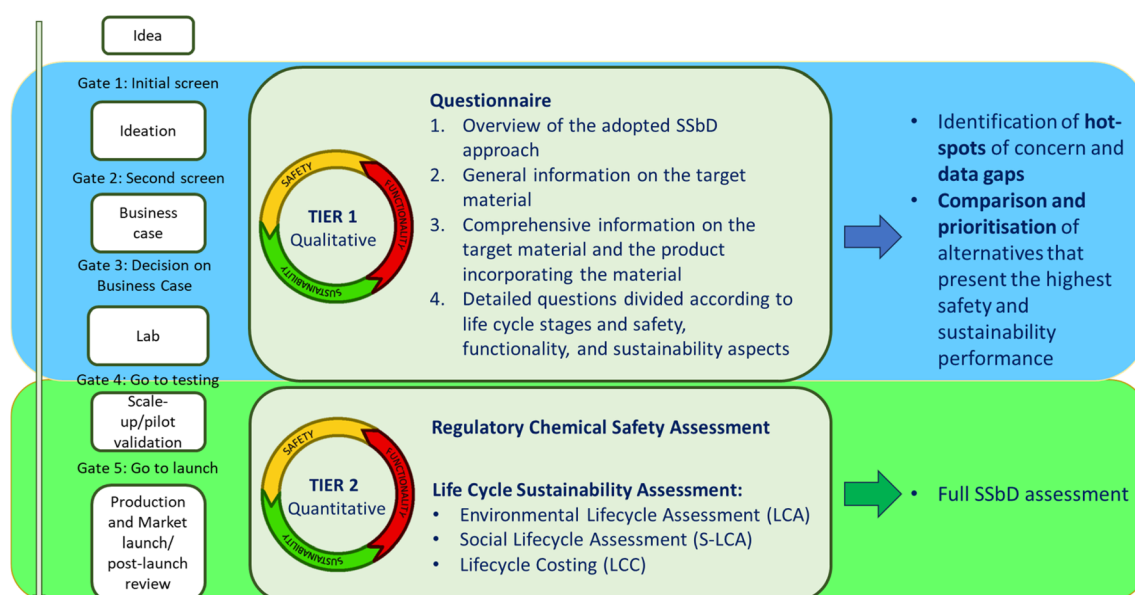 Idea
Gate 1: Initial screen
Ideation
Gate 2: Second screen
Business
case
Gate 3: Decision on
Business Case
Lab
Gate 4: Go to testing
Scale-
up/pilot
validation
Gate 5: Go to launch
Production
and Market
launch/
post-launch
review
SAFETY
FUNCTIONALITY
SUSTAINABILITY
TIER 1
Qualitative
Questionnaire
1. Overview of the adopted SSbD
approach
2. General information on the target
material
3. Comprehensive information on the
target material and the product
incorporating the material
4. Detailed questions divided according to
life cycle stages and safety,
functionality, and sustainability aspects
• Identification of hot-
spots of concern and
data gaps
• Comparison and
prioritisation of
alternatives that
present the highest
safety and
sustainability
performance
SAFETY
FUNCTIONALITY
SUSTAINABILITY
TIER 2
Quantitative
Regulatory Chemical Safety Assessment
Life Cycle Sustainability Assessment:
• Environmental Lifecycle Assessment (LCA)
• Social Lifecycle Assessment (S-LCA)
• Lifecycle Costing (LCC)
• Full SSbD assessment